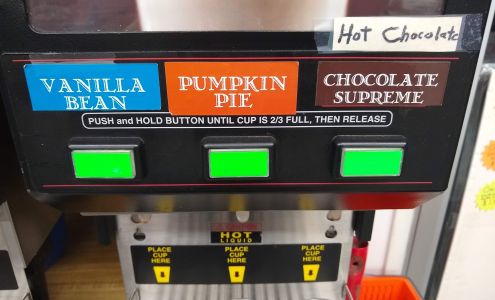 Hot Chocolate
VANILLA
BEAN
PUMPKIN
PIE
CHOCOLATE
SUPREME
PUSH and HOLD BUTTON UNTIL CUP IS 2/3 FULL, THEN RELEASE
HOT
LIQUID
PLACE
CUP
HERE
PLACE
CUP
HERE
PLACE
CUP
HERE